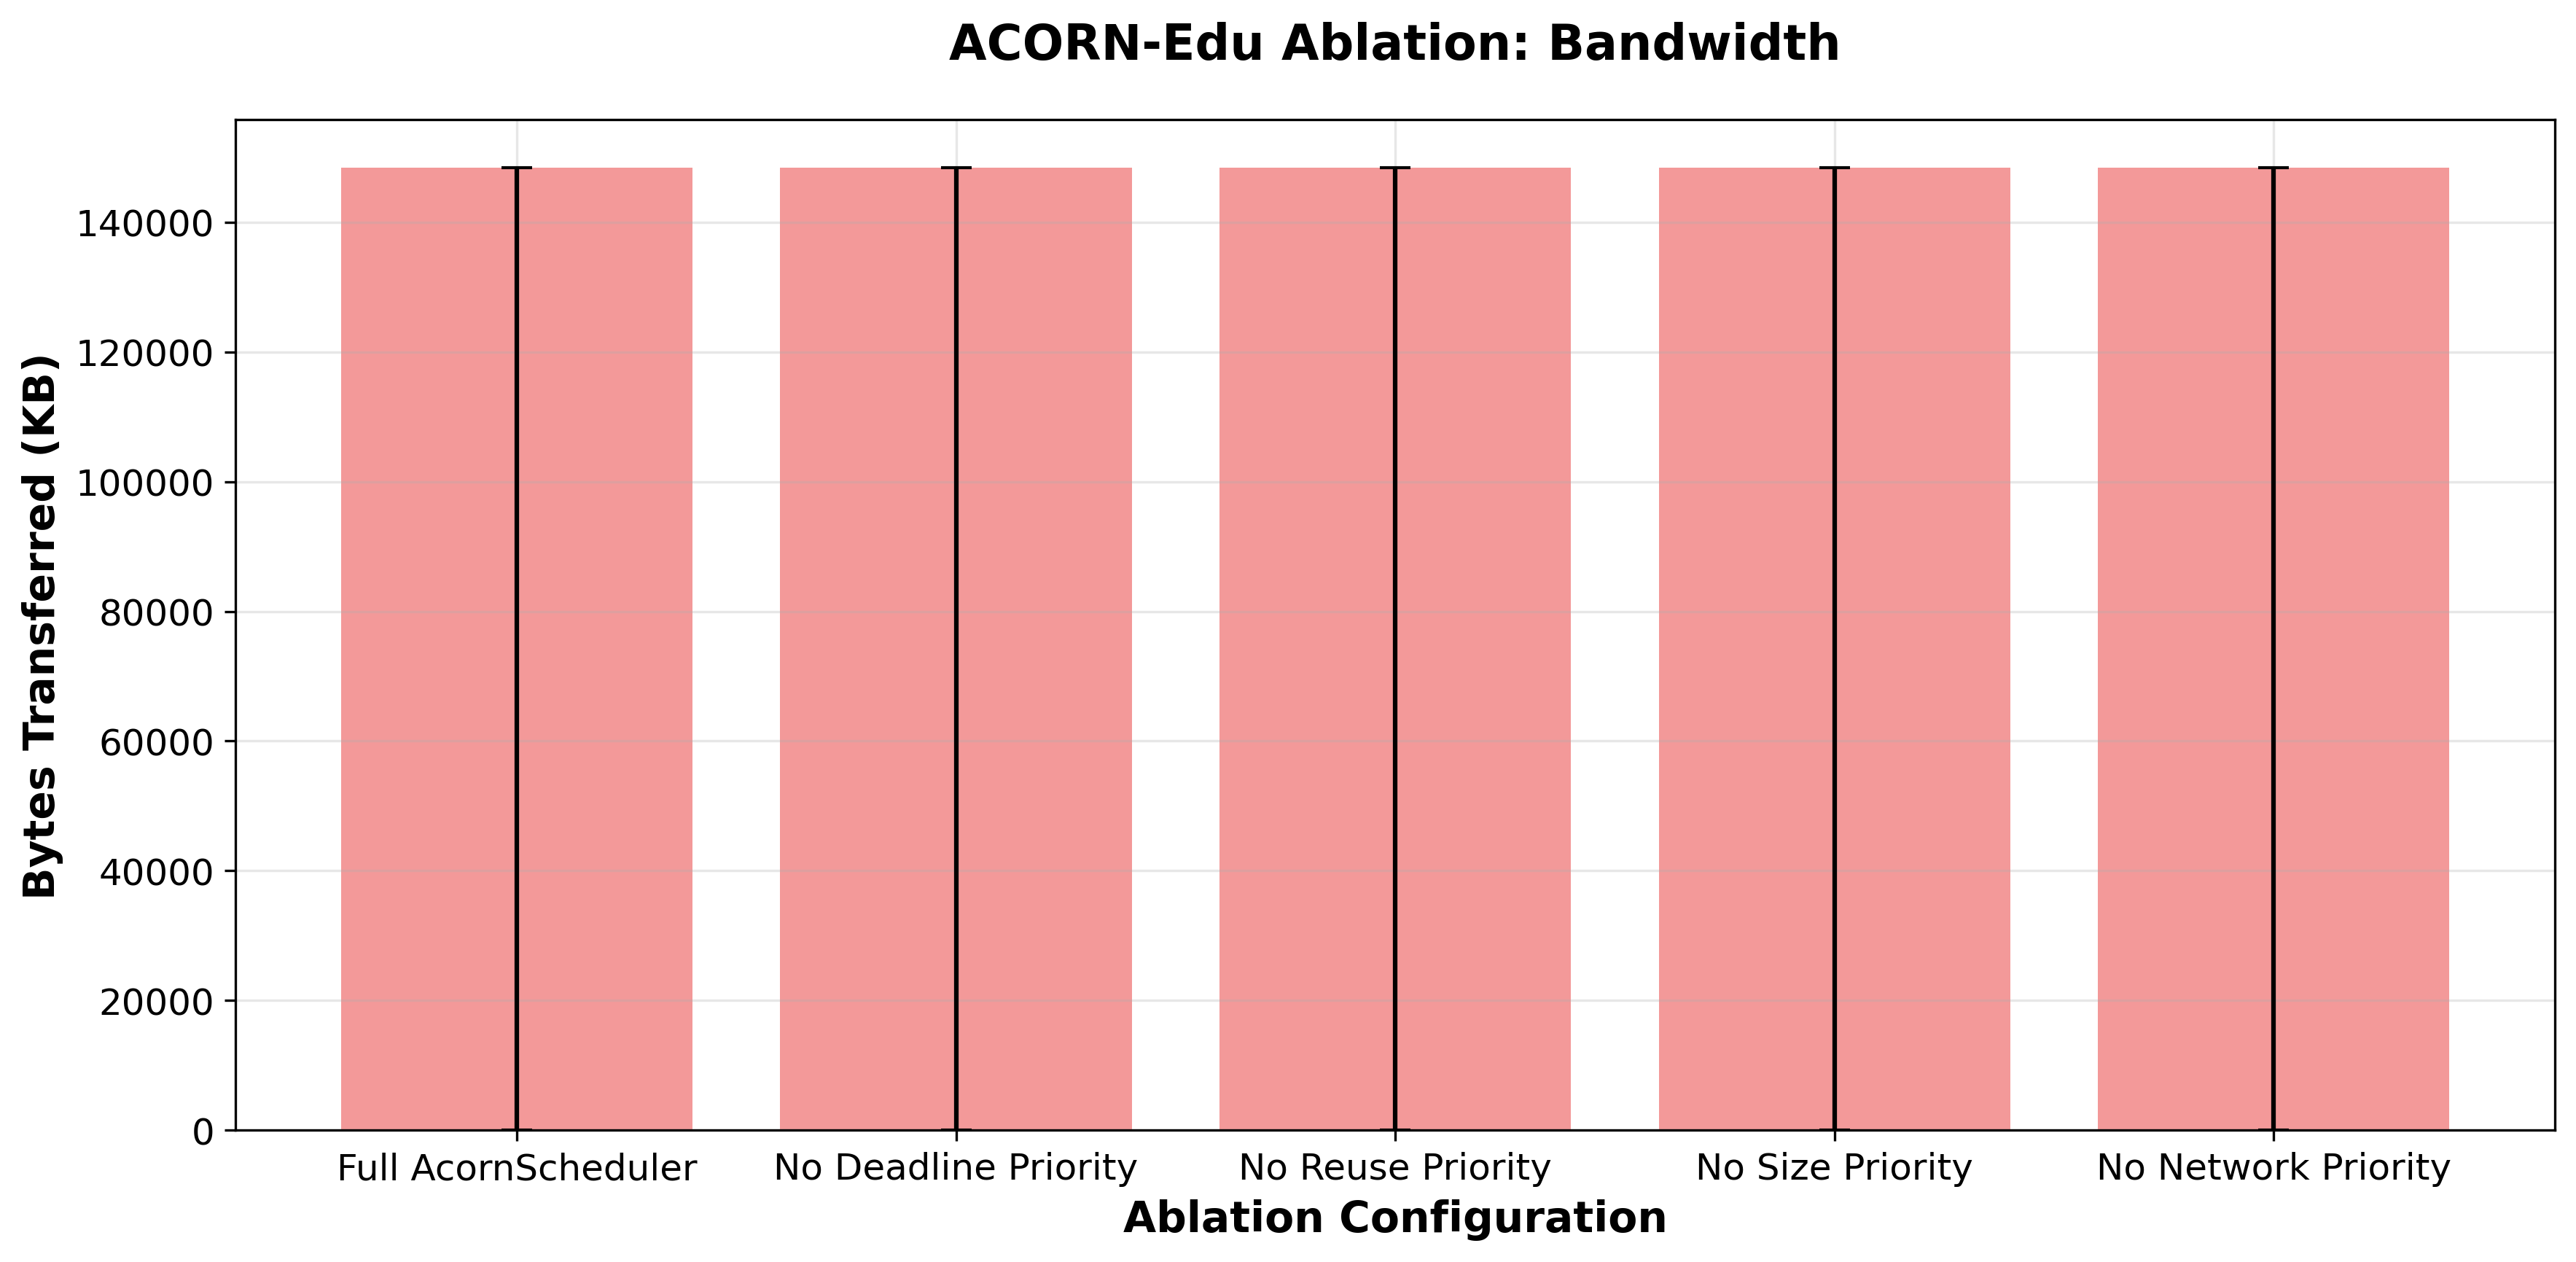 ACORN-Edu Ablation: Bandwidth
Bytes Transferred (KB)
140000
120000
100000
80000
60000
40000
20000
0
Full AcornScheduler No Deadline Priority No Reuse Priority No Size Priority No Network Priority
Ablation Configuration